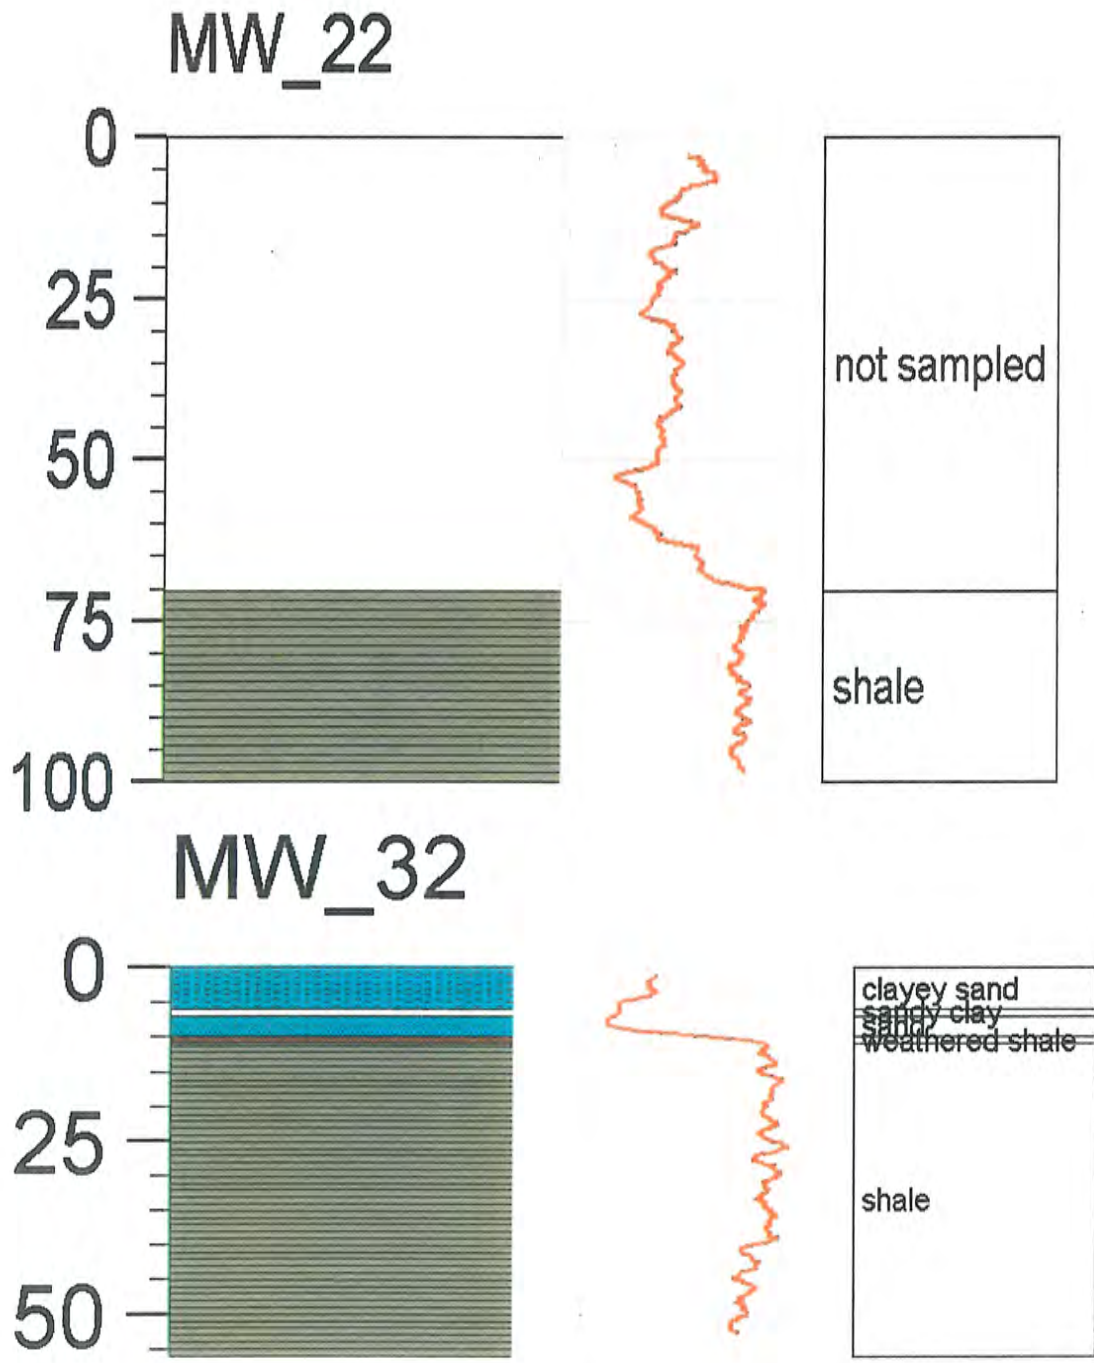 MW_22
0
25
50
75
100
not sampled
shale
MW_32
0
25
50
clayey sand
sandy clay
sand
weathered shale
shale